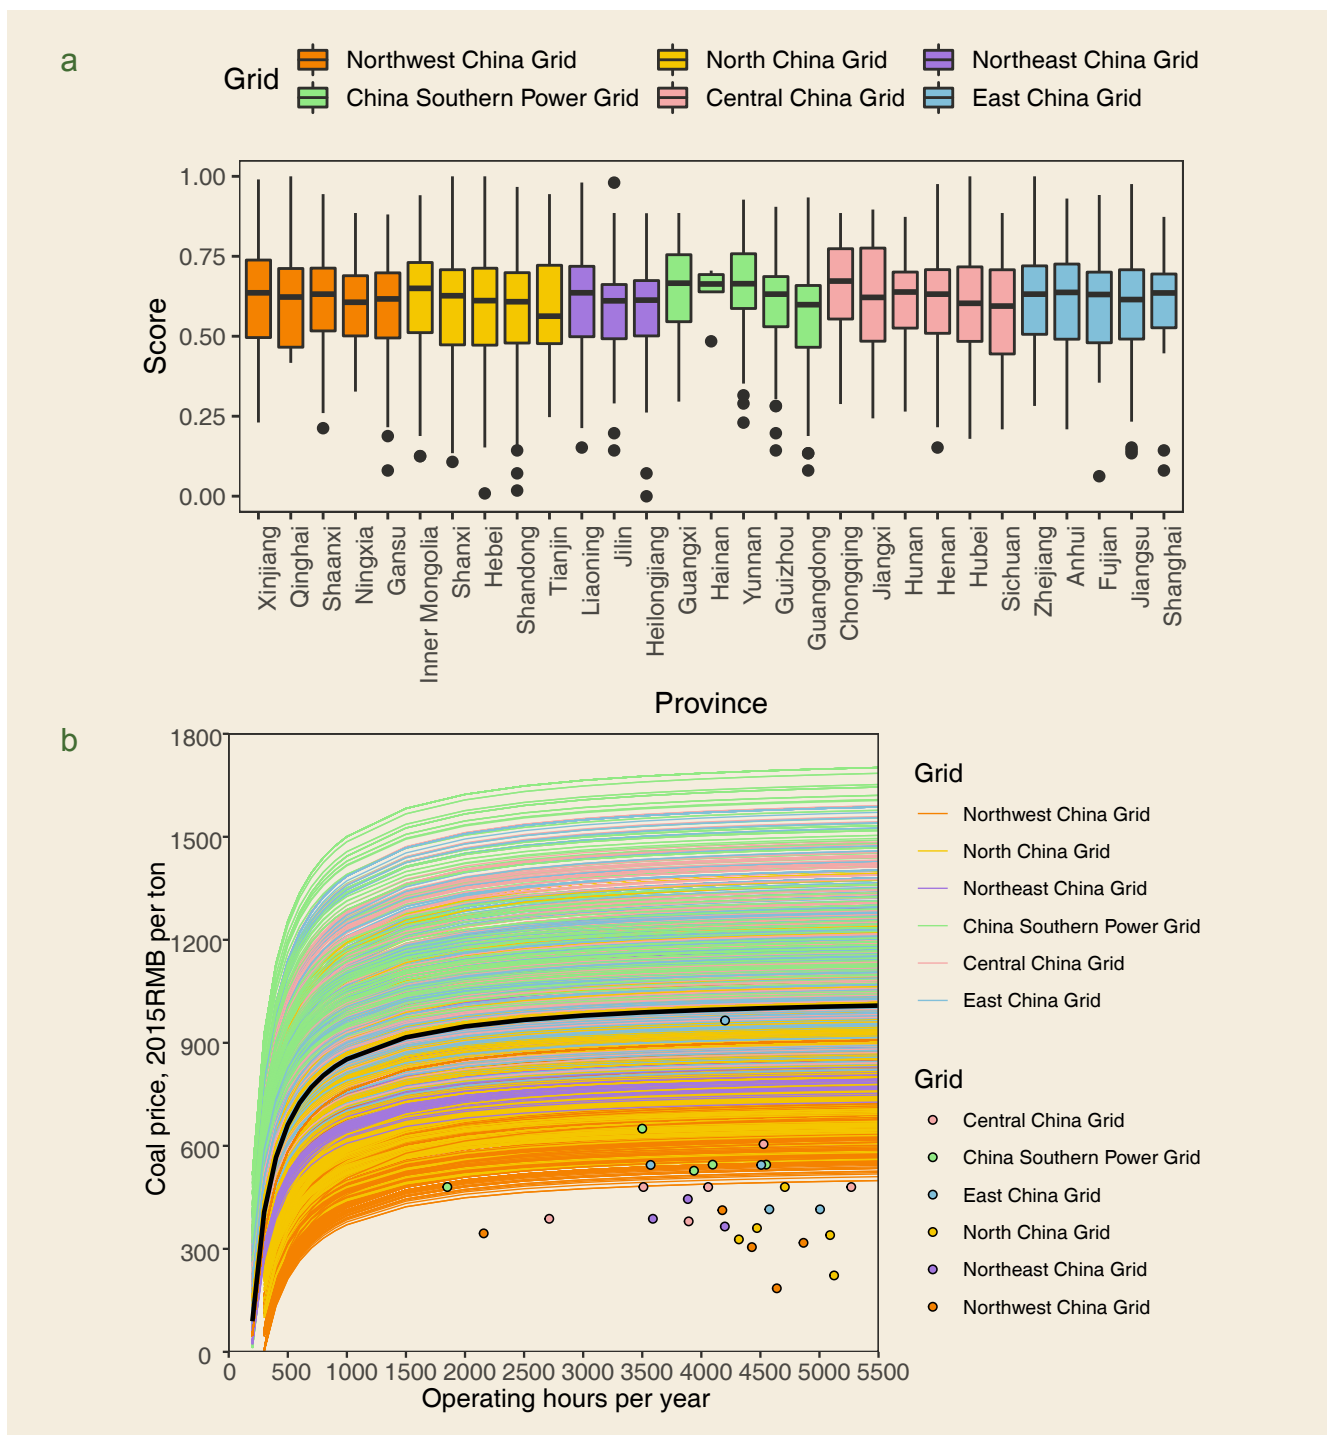 a
Grid
Northwest China Grid
North China Grid
Northeast China Grid
China Southern Power Grid
Central China Grid
East China Grid
Score
1.00
0.75
0.50
0.25
0.00
Xinjiang
Qinghai
Shaanxi
Ningxia
Gansu
Inner Mongolia
Shanxi
Hebei
Shandong
Tianjin
Liaoning
Jilin
Heilongjiang
Guangxi
Hainan
Yunnan
Guizhou
Guangdong
Chongqing
Jiangxi
Hunan
Henan
Hubei
Sichuan
Zhejiang
Anhui
Fujian
Jiangsu
Shanghai
Province
b
Coal price, 2015RMB per ton
1800
1500
1200
900
600
300
0
0 500 1000 1500 2000 2500 3000 3500 4000 4500 5000 5500
Operating hours per year
Grid
Northwest China Grid
North China Grid
Northeast China Grid
China Southern Power Grid
Central China Grid
East China Grid
Grid
Central China Grid
China Southern Power Grid
East China Grid
North China Grid
Northeast China Grid
Northwest China Grid